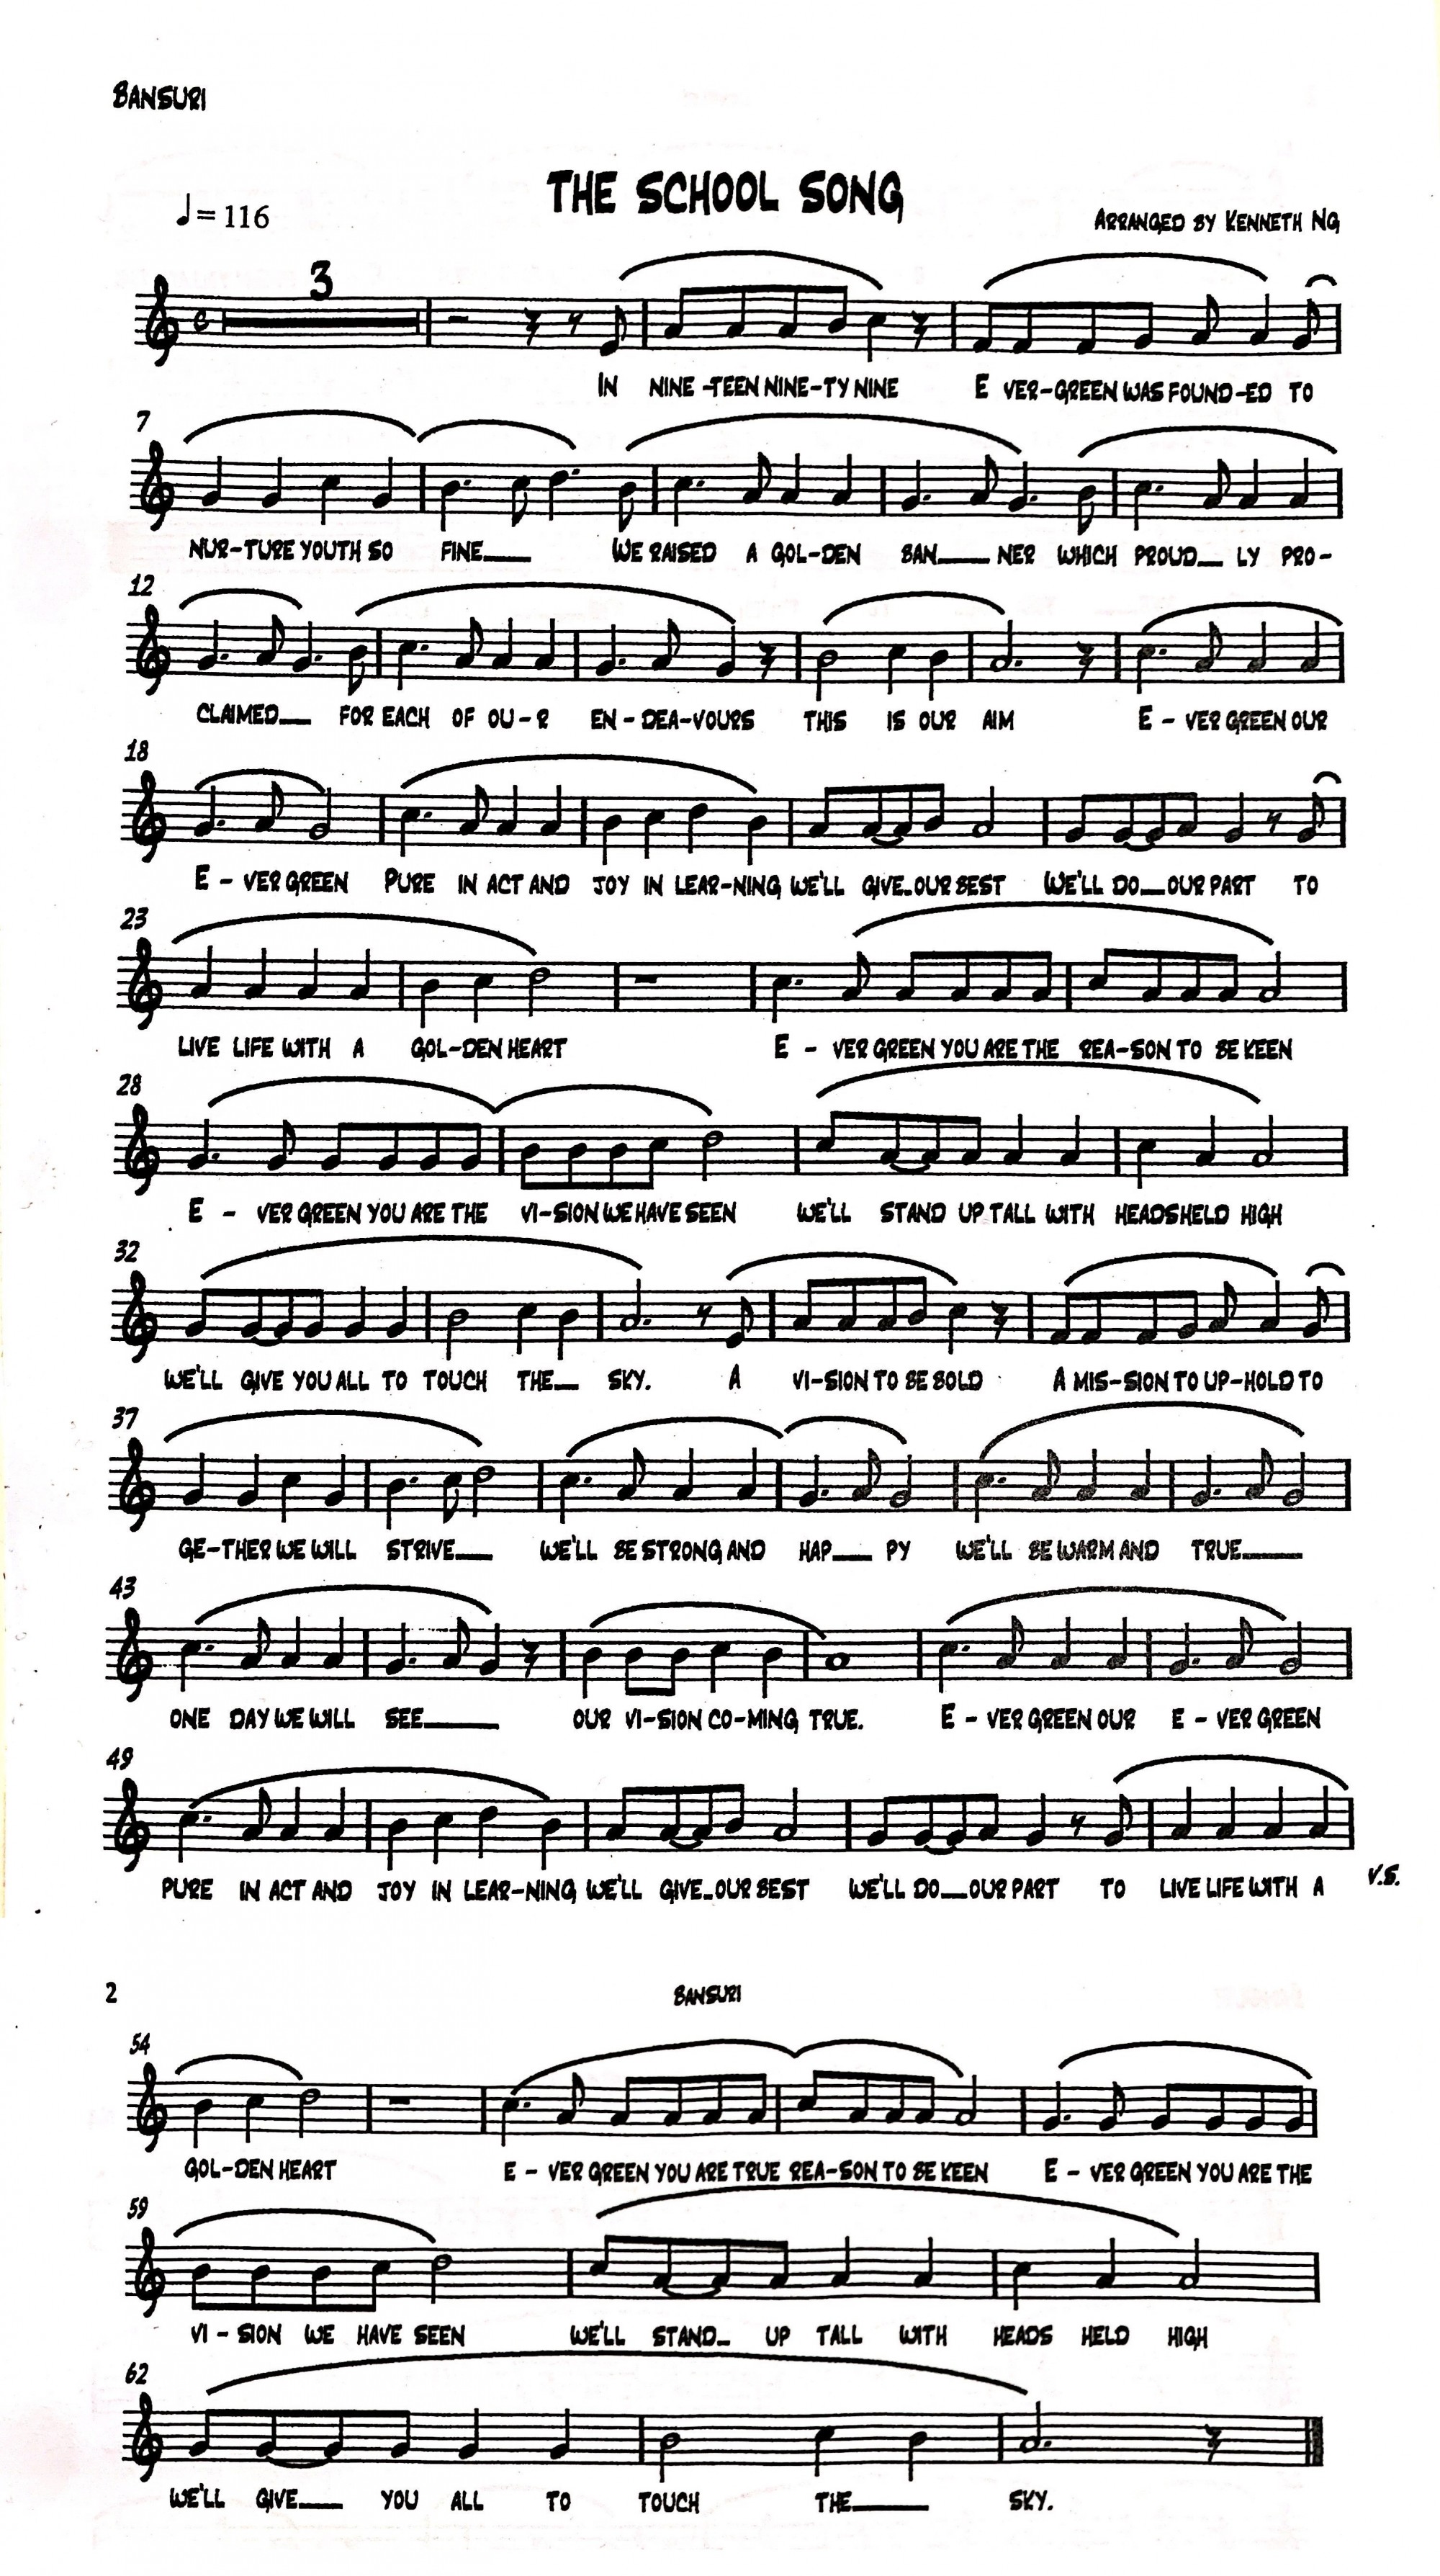 BANSURI
THE SCHOOL SONG
♩= 116
ARRANGED BY KENNETH NG
3
IN NINE -TEEN NINE-TY NINE E VER-GREEN WAS FOUND-ED TO
7
NUR-TURE YOUTH SO FINE___ WE RAISED A GOL-DEN BAN___ NER WHICH PROUD_ LY PRO-
12
CLAIMED___ FOR EACH OF OU-R EN-DEA-VOURS THIS IS OUR AIM E - VER GREEN OUR
18
E - VER GREEN PURE IN ACT AND JOY IN LEAR-NING WE'LL GIVE_OUR BEST WE'LL DO__OUR PART TO
23
LIVE LIFE WITH A GOL-DEN HEART E - VER GREEN YOU ARE THE REA-SON TO BE KEEN
28
E - VER GREEN YOU ARE THE VI-SION WE HAVE SEEN WE'LL STAND UP TALL WITH HEADS HELD HIGH
32
WE'LL GIVE YOU ALL TO TOUCH THE__ SKY. A VI-SION TO BE BOLD A MIS-SION TO UP-HOLD TO
37
GE-THER WE WILL STRIVE___ WE'LL BE STRONG AND HAP___ PY WE'LL BE WARM AND TRUE____
43
ONE DAY WE WILL SEE_____ OUR VI-SION CO-MING TRUE. E - VER GREEN OUR E - VER GREEN
49
PURE IN ACT AND JOY IN LEAR-NING WE'LL GIVE_OUR BEST WE'LL DO__OUR PART TO LIVE LIFE WITH A
V.S.
2
BANSURI
54
GOL-DEN HEART E - VER GREEN YOU ARE TRUE REA-SON TO BE KEEN E - VER GREEN YOU ARE THE
59
VI - SION WE HAVE SEEN WE'LL STAND_ UP TALL WITH HEADS HELD HIGH
62
WE'LL GIVE___ YOU ALL TO TOUCH THE_____ SKY.